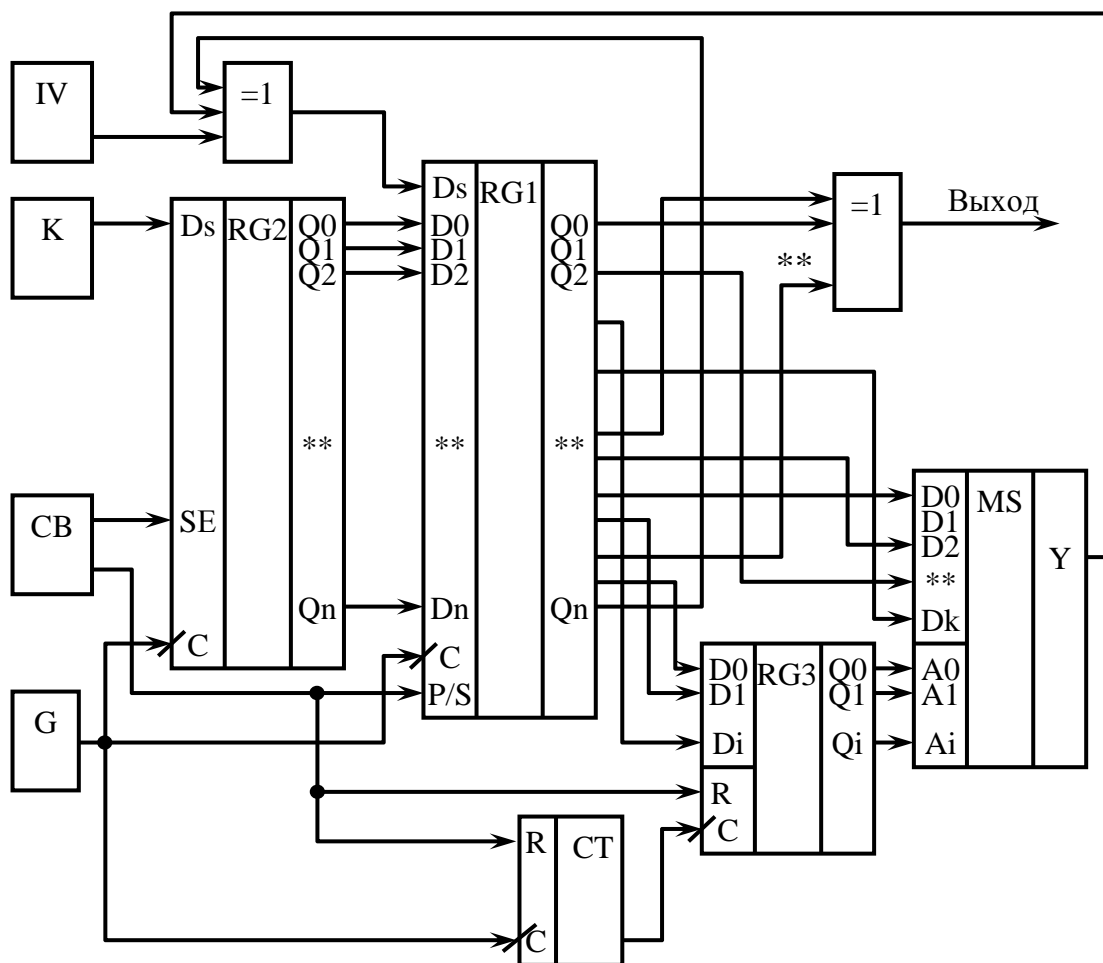 IV
=1
K
Ds
RG2
Q0
Q1
Q2
**
SE
Qn
C
CB
G
Ds
RG1
D0
D1
D2
**
Dn
C
P/S
Q0
Q1
Q2
**
Qn
=1
**
Выход
D0
MS
D1
D2
**
Dk
Y
A0
A1
Ai
D0
RG3
D1
Di
R
C
Q0
Q1
Qi
R
CT
C